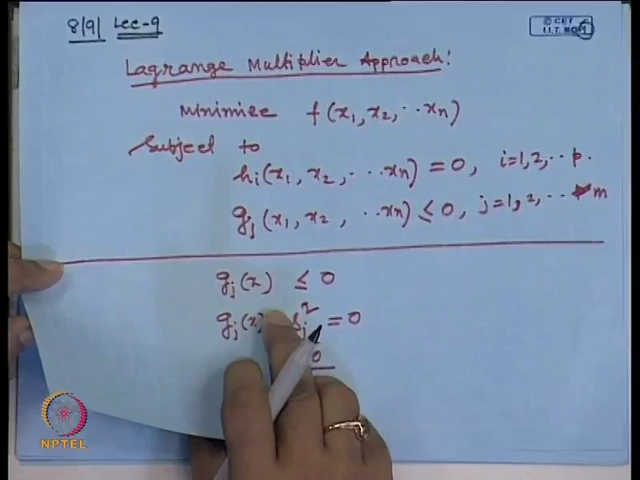 8/9/ Lec-9
© CET
I.I.T. KGP
Lagrange Multiplier Approach:
Minimize f(x₁, x₂, ··xₙ)
Subject to
hᵢ(x₁, x₂, ···xₙ) = 0, i=1,2,··p.
gⱼ(x₁, x₂, ··xₙ) ≤ 0, j=1,2,··m
gⱼ(x) ≤ 0
gⱼ(x) sⱼ² = 0
0
NPTEL